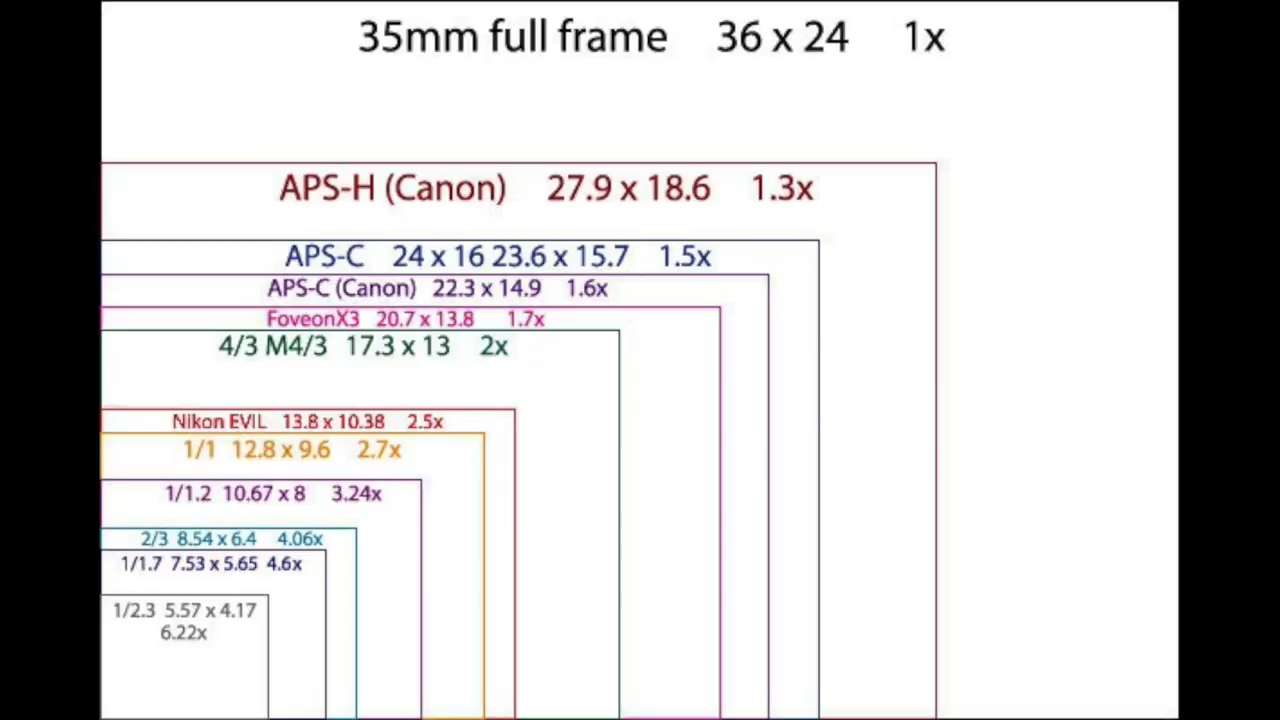 35mm full frame 36 x 24 1x
APS-H (Canon) 27.9 x 18.6 1.3x
APS-C 24 x 16 23.6 x 15.7 1.5x
APS-C (Canon) 22.3 x 14.9 1.6x
FoveonX3 20.7 x 13.8 1.7x
4/3 M4/3 17.3 x 13 2x
Nikon EVIL 13.8 x 10.38 2.5x
1/1 12.8 x 9.6 2.7x
1/1.2 10.67 x 8 3.24x
2/3 8.54 x 6.4 4.06x
1/1.7 7.53 x 5.65 4.6x
1/2.3 5.57 x 4.17
6.22x